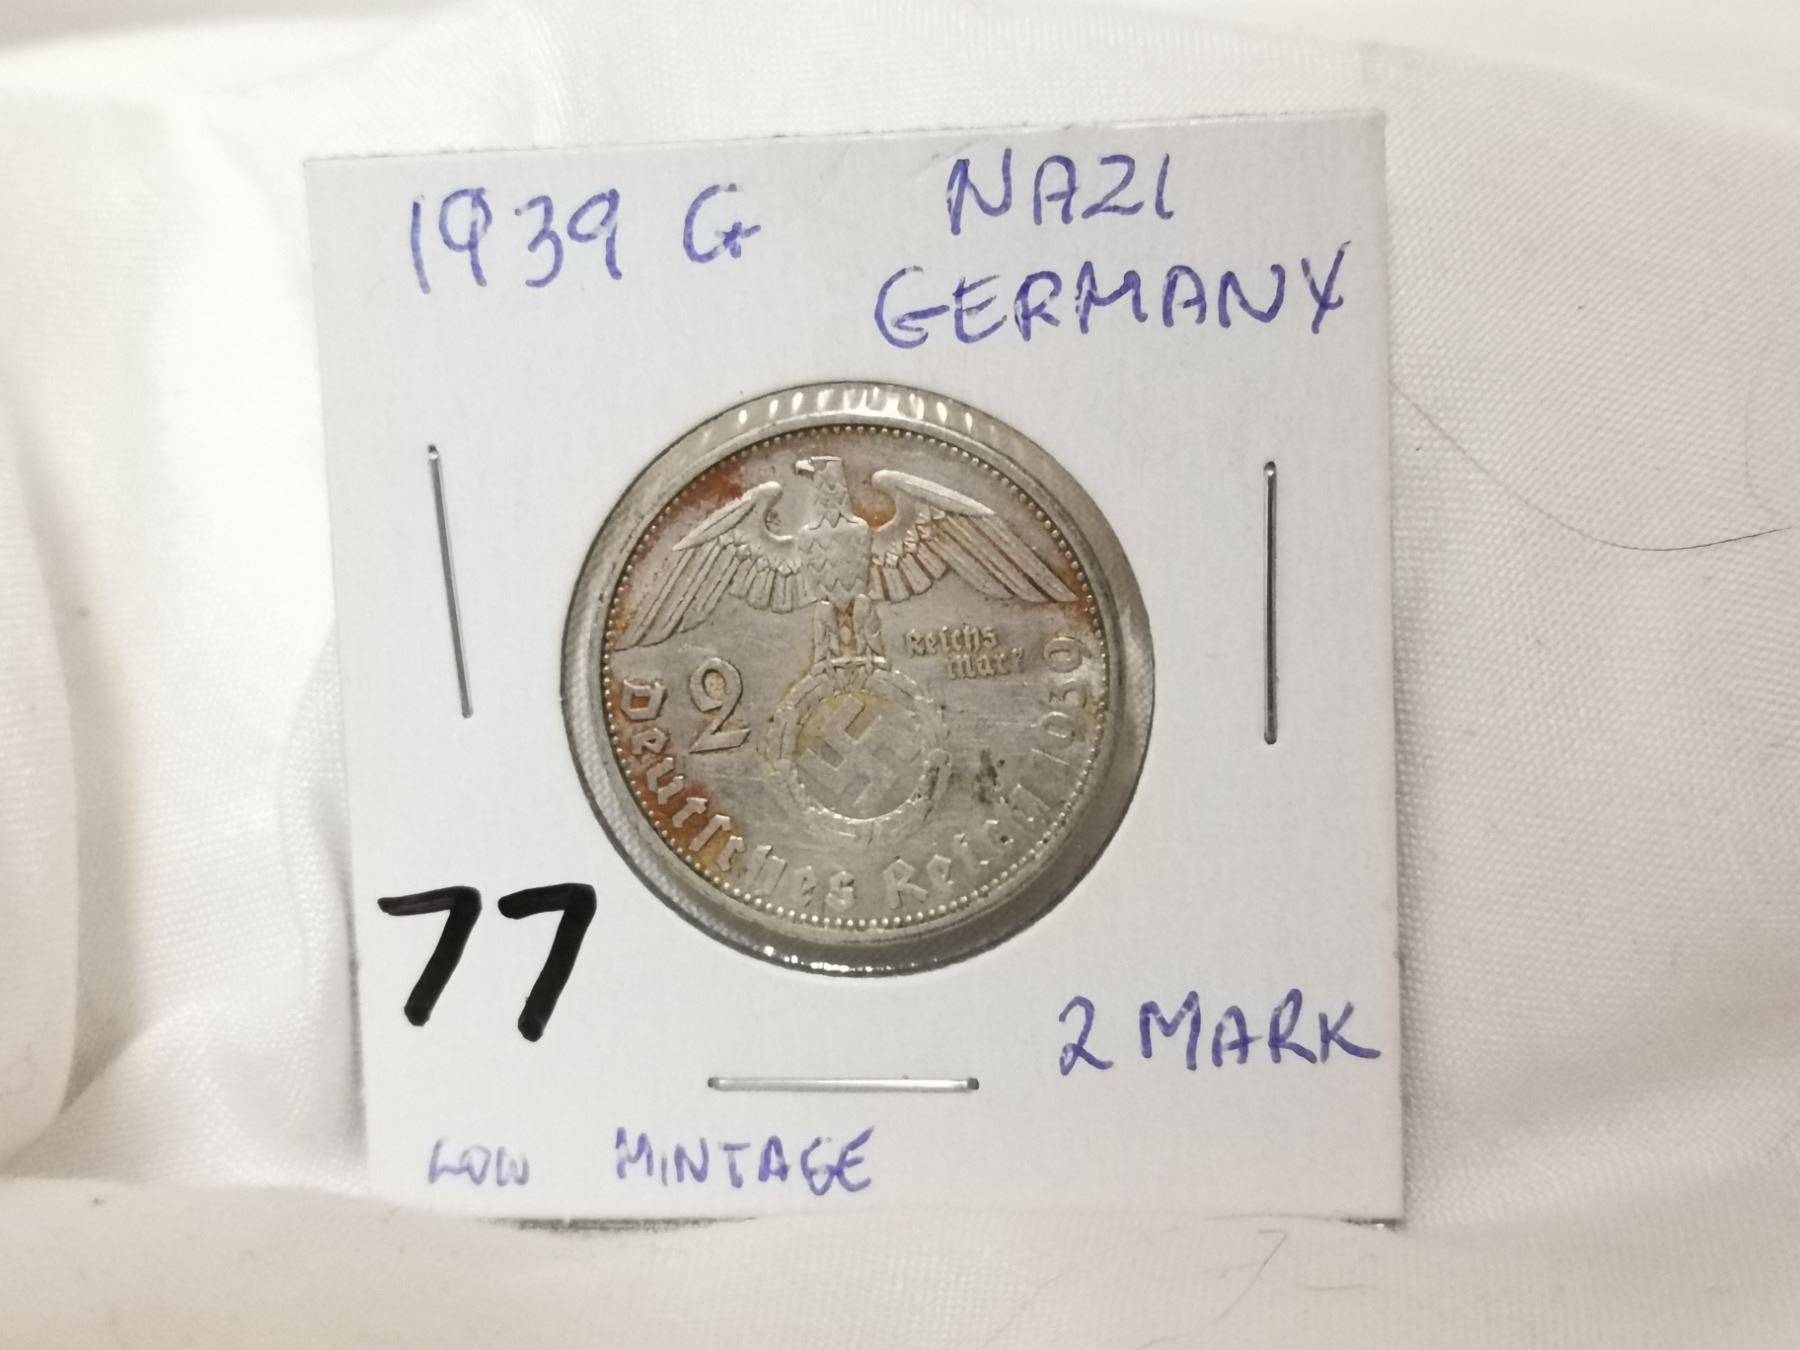 1939 G
NAZI
GERMANY
2
Reichs
mark
Deutsches Reich 1939
77
2 MARK
LOW MINTAGE